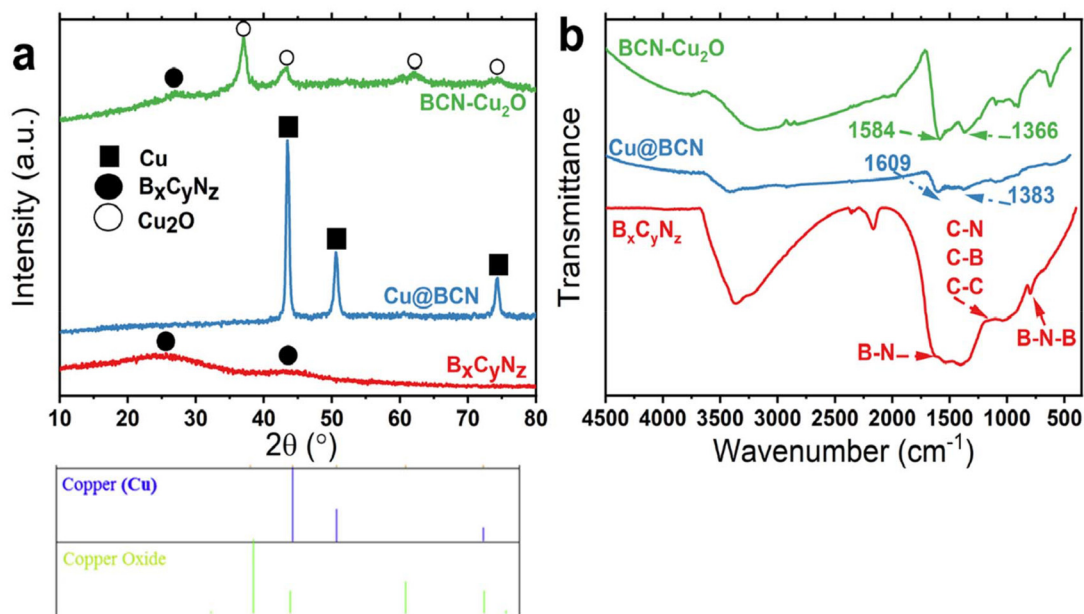 a
BCN-Cu₂O
Cu
BxCyNz
Cu₂O
Cu@BCN
BxCyNz
Intensity (a.u.)
10 20 30 40 50 60 70 80
2θ (°)
Copper (Cu)
Copper Oxide
b
BCN-Cu₂O
1584
1366
Cu@BCN
1609
1383
BxCyNz
C-N
C-B
C-C
B-N
B-N-B
Transmittance
4500 4000 3500 3000 2500 2000 1500 1000 500
Wavenumber (cm⁻¹)